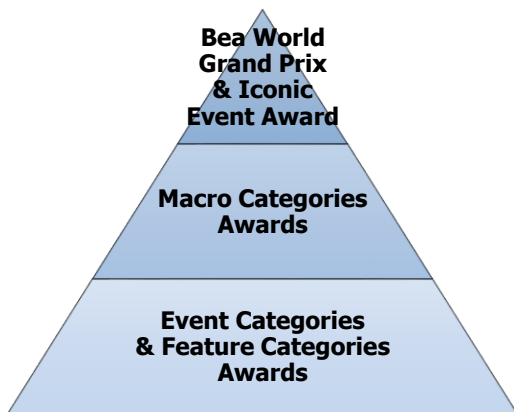 Bea World
Grand Prix
& Iconic
Event Award
Macro Categories
Awards
Event Categories
& Feature Categories
Awards